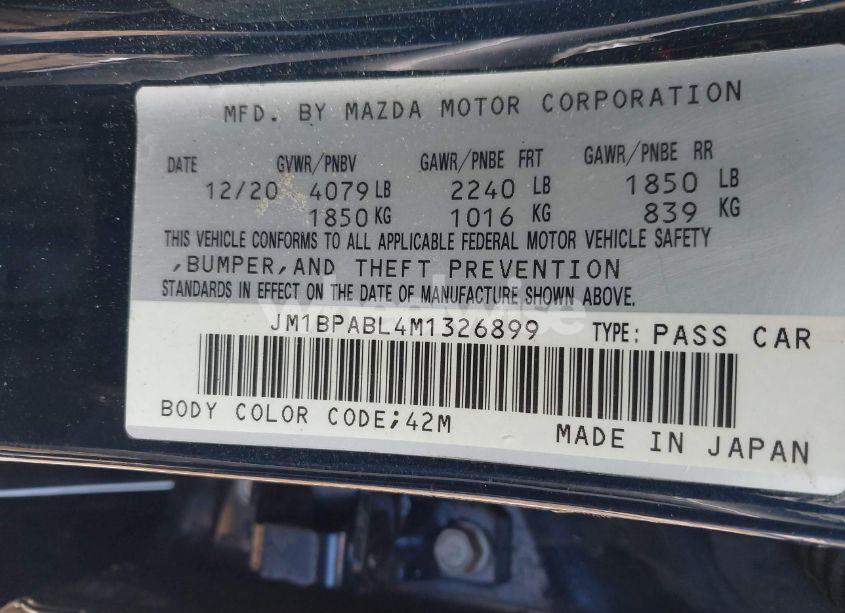 MFD. BY MAZDA MOTOR CORPORATION
DATE GVWR/PNBV GAWR/PNBE FRT GAWR/PNBE RR
12/20 4079 LB 2240 LB 1850 LB
1850 KG 1016 KG 839 KG
THIS VEHICLE CONFORMS TO ALL APPLICABLE FEDERAL MOTOR VEHICLE SAFETY
,BUMPER,AND THEFT PREVENTION
STANDARDS IN EFFECT ON THE DATE OF MANUFACTURE SHOWN ABOVE.
wheelwise
JM1BPABL4M1326899 TYPE: PASS CAR
BODY COLOR CODE;42M
MADE IN JAPAN